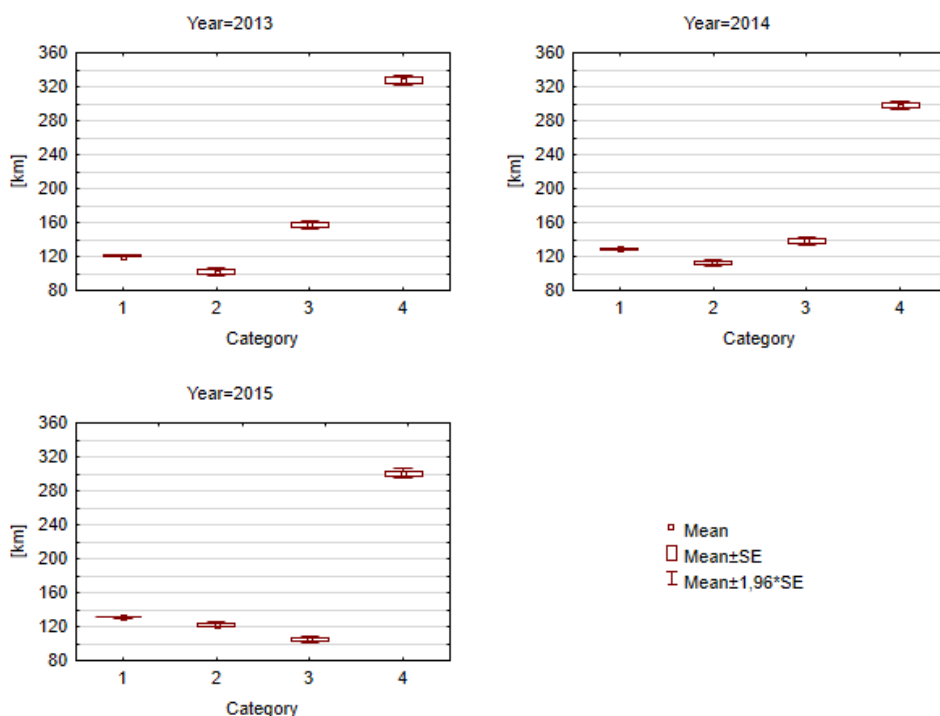 Year=2013
360
320
280
240
200
160
120
80
[km]
1 2 3 4
Category
Year=2014
360
320
280
240
200
160
120
80
[km]
1 2 3 4
Category
Year=2015
360
320
280
240
200
160
120
80
[km]
1 2 3 4
Category
Mean
Mean±SE
Mean±1,96*SE